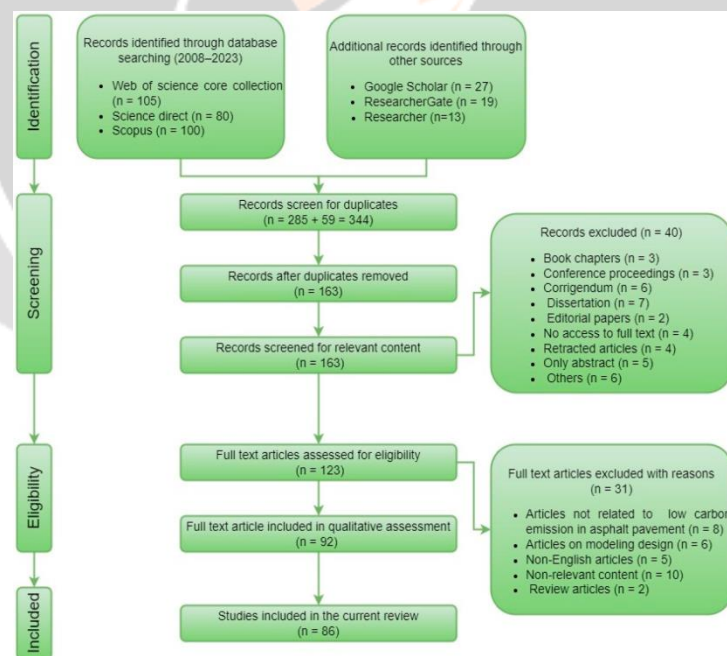 Identification
Records identified through database
searching (2008–2023)
• Web of science core collection
(n = 105)
• Science direct (n = 80)
• Scopus (n = 100)
Additional records identified through
other sources
• Google Scholar (n = 27)
• ResearcherGate (n = 19)
• Researcher (n=13)
Screening
Records screen for duplicates
(n = 285 + 59 = 344)
Records after duplicates removed
(n = 163)
Records screened for relevant content
(n = 163)
Records excluded (n = 40)
• Book chapters (n = 3)
• Conference proceedings (n = 3)
• Corrigendum (n = 6)
• Dissertation (n = 7)
• Editorial papers (n = 2)
• No access to full text (n = 4)
• Retracted articles (n = 4)
• Only abstract (n = 5)
• Others (n = 6)
Eligibility
Full text articles assessed for eligibility
(n = 123)
Full text article included in qualitative assessment
(n = 92)
Full text articles excluded with reasons
(n = 31)
• Articles not related to low carbon
emission in asphalt pavement (n = 8)
• Articles on modeling design (n = 6)
• Non-English articles (n = 5)
• Non-relevant content (n = 10)
• Review articles (n = 2)
Included
Studies included in the current review
(n = 86)